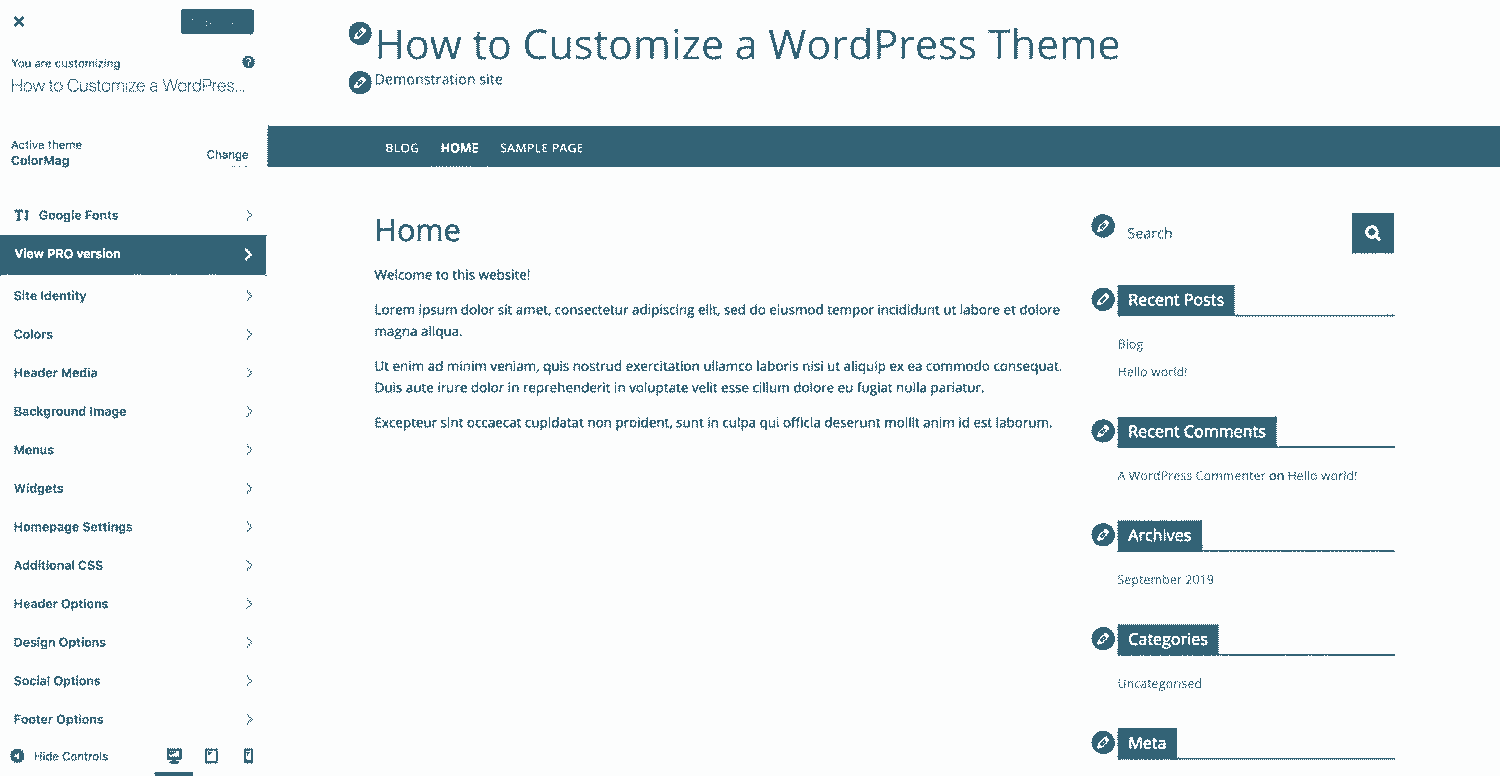 You are customizing
How to Customize a WordPres...
Active theme
ColorMag
Change
Google Fonts
View PRO version
Site Identity
Colors
Header Media
Background Image
Menus
Widgets
Homepage Settings
Additional CSS
Header Options
Design Options
Social Options
Footer Options
Hide Controls
How to Customize a WordPress Theme
Demonstration site
BLOG HOME SAMPLE PAGE
Home
Welcome to this website!
Lorem ipsum dolor sit amet, consectetur adipiscing elit, sed do eiusmod tempor incididunt ut labore et dolore
magna aliqua.
Ut enim ad minim veniam, quis nostrud exercitation ullamco laboris nisi ut aliquip ex ea commodo consequat.
Duis aute irure dolor in reprehenderit in voluptate velit esse cillum dolore eu fugiat nulla pariatur.
Excepteur sint occaecat cupidatat non proident, sunt in culpa qui officia deserunt mollit anim id est laborum.
Search
Recent Posts
Blog
Hello world!
Recent Comments
A WordPress Commenter on Hello world!
Archives
September 2019
Categories
Uncategorised
Meta